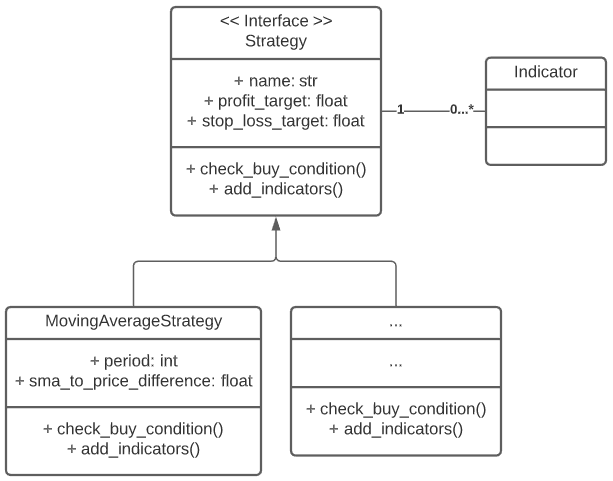 << Interface >>
Strategy
+ name: str
+ profit_target: float
+ stop_loss_target: float
+ check_buy_condition()
+ add_indicators()
1
0...*
Indicator
MovingAverageStrategy
+ period: int
+ sma_to_price_difference: float
+ check_buy_condition()
+ add_indicators()
...
...
+ check_buy_condition()
+ add_indicators()